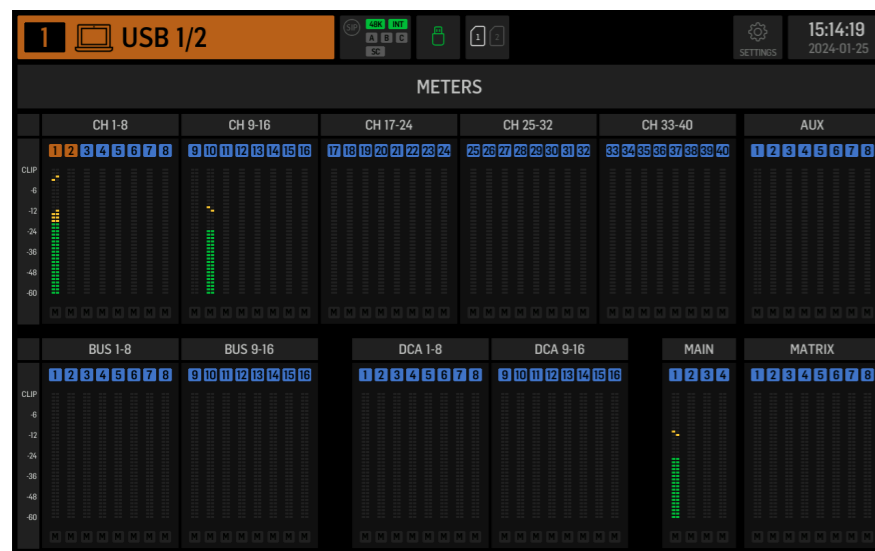 1 USB 1/2
SiP 48K INT
A B C
SC
1 2
SETTINGS
15:14:19
2024-01-25
METERS
CH 1-8 CH 9-16 CH 17-24 CH 25-32 CH 33-40 AUX
1 2 3 4 5 6 7 8 9 10 11 12 13 14 15 16 17 18 19 20 21 22 23 24 25 26 27 28 29 30 31 32 33 34 35 36 37 38 39 40 1 2 3 4 5 6 7 8
CLIP
-6
-12
-24
-36
-48
-60
M M M M M M M M M M M M M M M M M M M M M M M M M M M M M M M M M M M M M M M M M M M M M M M M
BUS 1-8 BUS 9-16 DCA 1-8 DCA 9-16 MAIN MATRIX
1 2 3 4 5 6 7 8 9 10 11 12 13 14 15 16 1 2 3 4 5 6 7 8 9 10 11 12 13 14 15 16 1 2 3 4 1 2 3 4 5 6 7 8
CLIP
-6
-12
-24
-36
-48
-60
M M M M M M M M M M M M M M M M M M M M M M M M M M M M